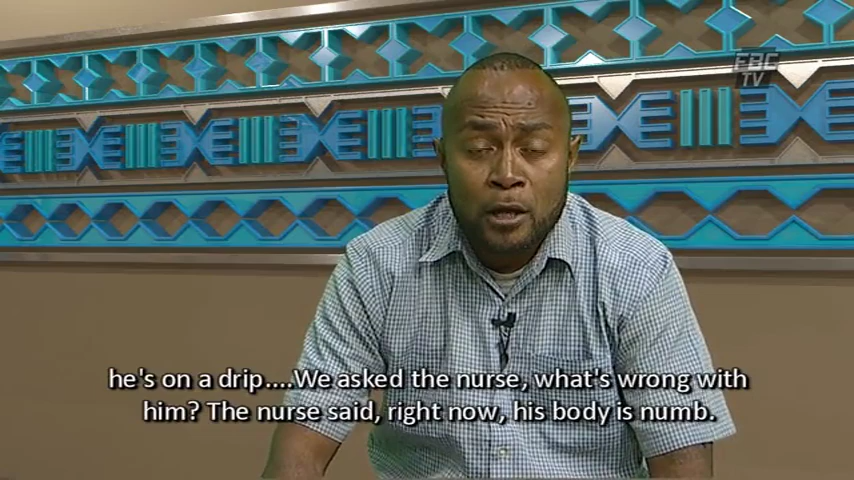 FBC
TV
he's on a drip....We asked the nurse, what's wrong with
him? The nurse said, right now, his body is numb.